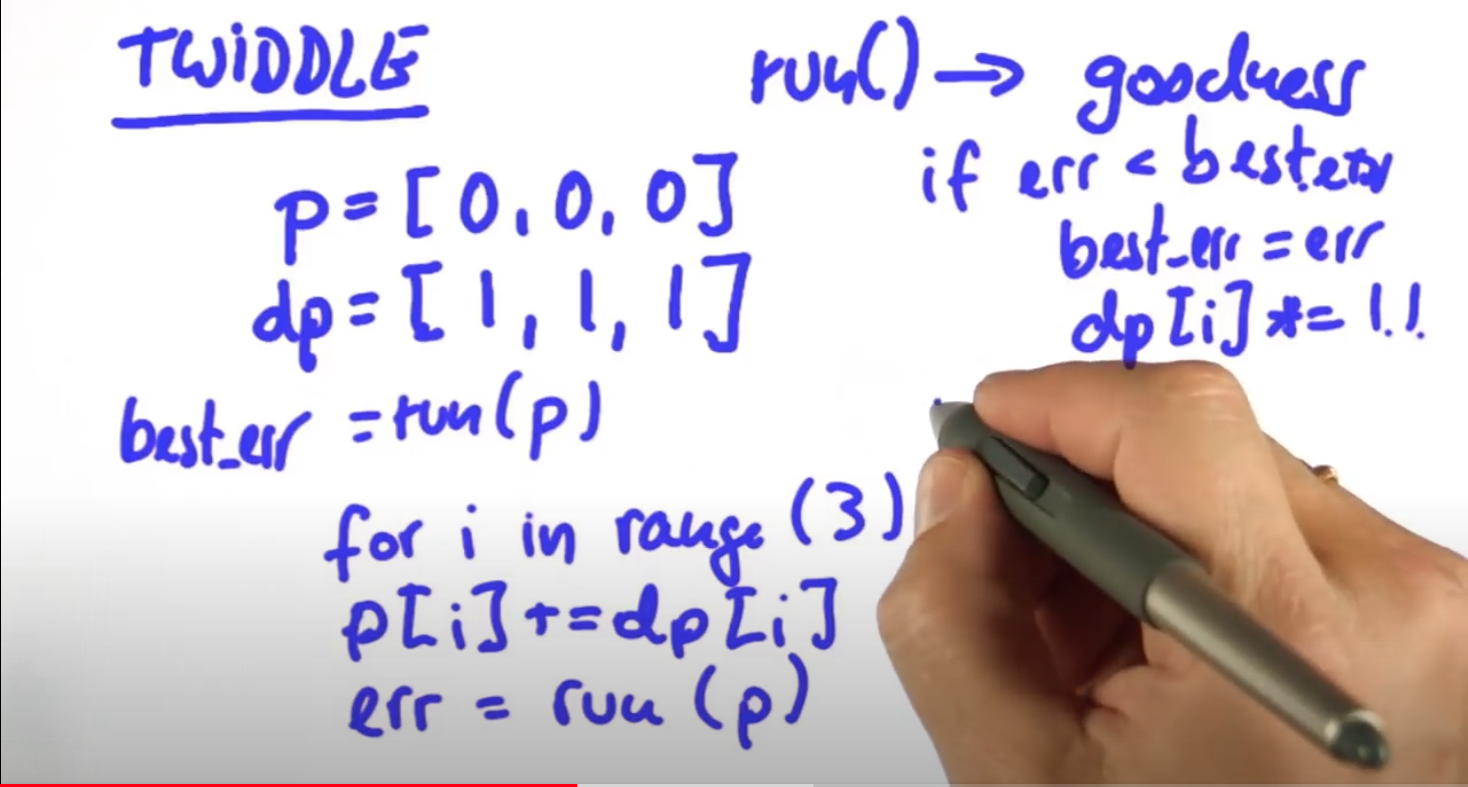 TWIDDLE
p = [0, 0, 0]
dp = [1, 1, 1]
best_err = run(p)
for i in range (3)
p[i] += dp[i]
err = run (p)
run() → goodness
if err < best_err
best_err = err
dp[i] *= 1.1